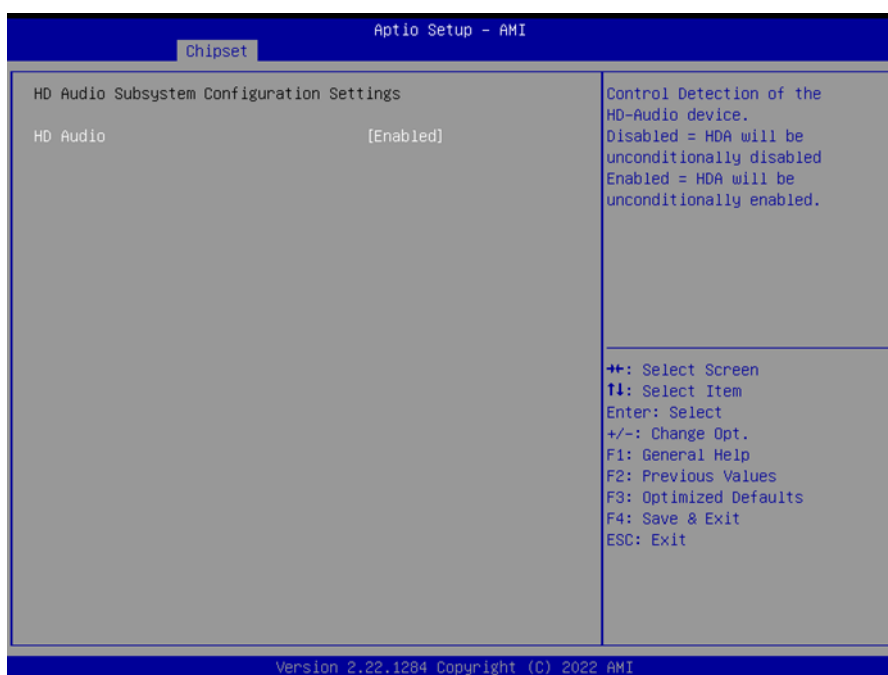 Aptio Setup – AMI
Chipset
HD Audio Subsystem Configuration Settings
HD Audio [Enabled]
Control Detection of the
HD-Audio device.
Disabled = HDA will be
unconditionally disabled
Enabled = HDA will be
unconditionally enabled.
→←: Select Screen
↑↓: Select Item
Enter: Select
+/-: Change Opt.
F1: General Help
F2: Previous Values
F3: Optimized Defaults
F4: Save & Exit
ESC: Exit
Version 2.22.1284 Copyright (C) 2022 AMI